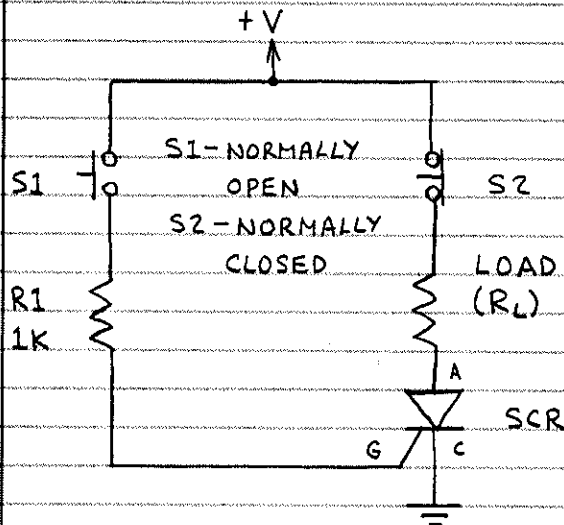 +V
S1-NORMALLY
OPEN
S1
S2
S2-NORMALLY
CLOSED
LOAD
(RL)
R1
1K
A
SCR
G
C